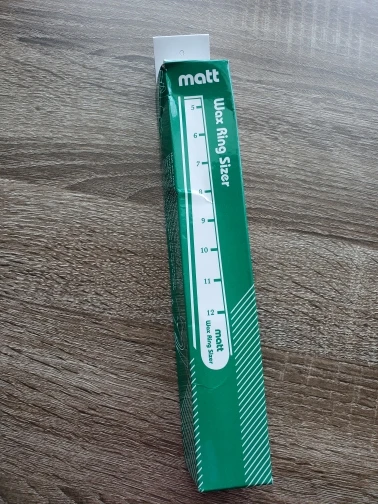 matt
Wax Ring Sizer
5
6
7
8
9
10
11
12
matt
Wax Ring Sizer